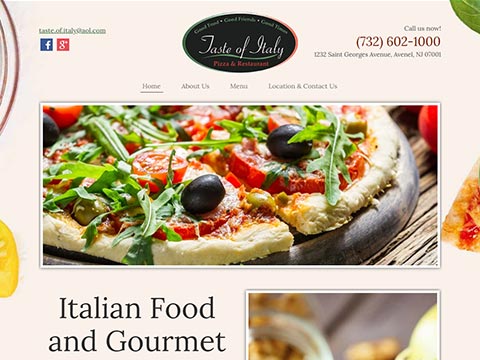 taste.of.italy@aol.com
Good Food • Good Friends • Good Times
Taste of Italy
Pizza & Restaurant
Call us now!
(732) 602-1000
1232 Saint Georges Avenue, Avenel, NJ 07001
Home About Us Menu Location & Contact Us
Italian Food
and Gourmet